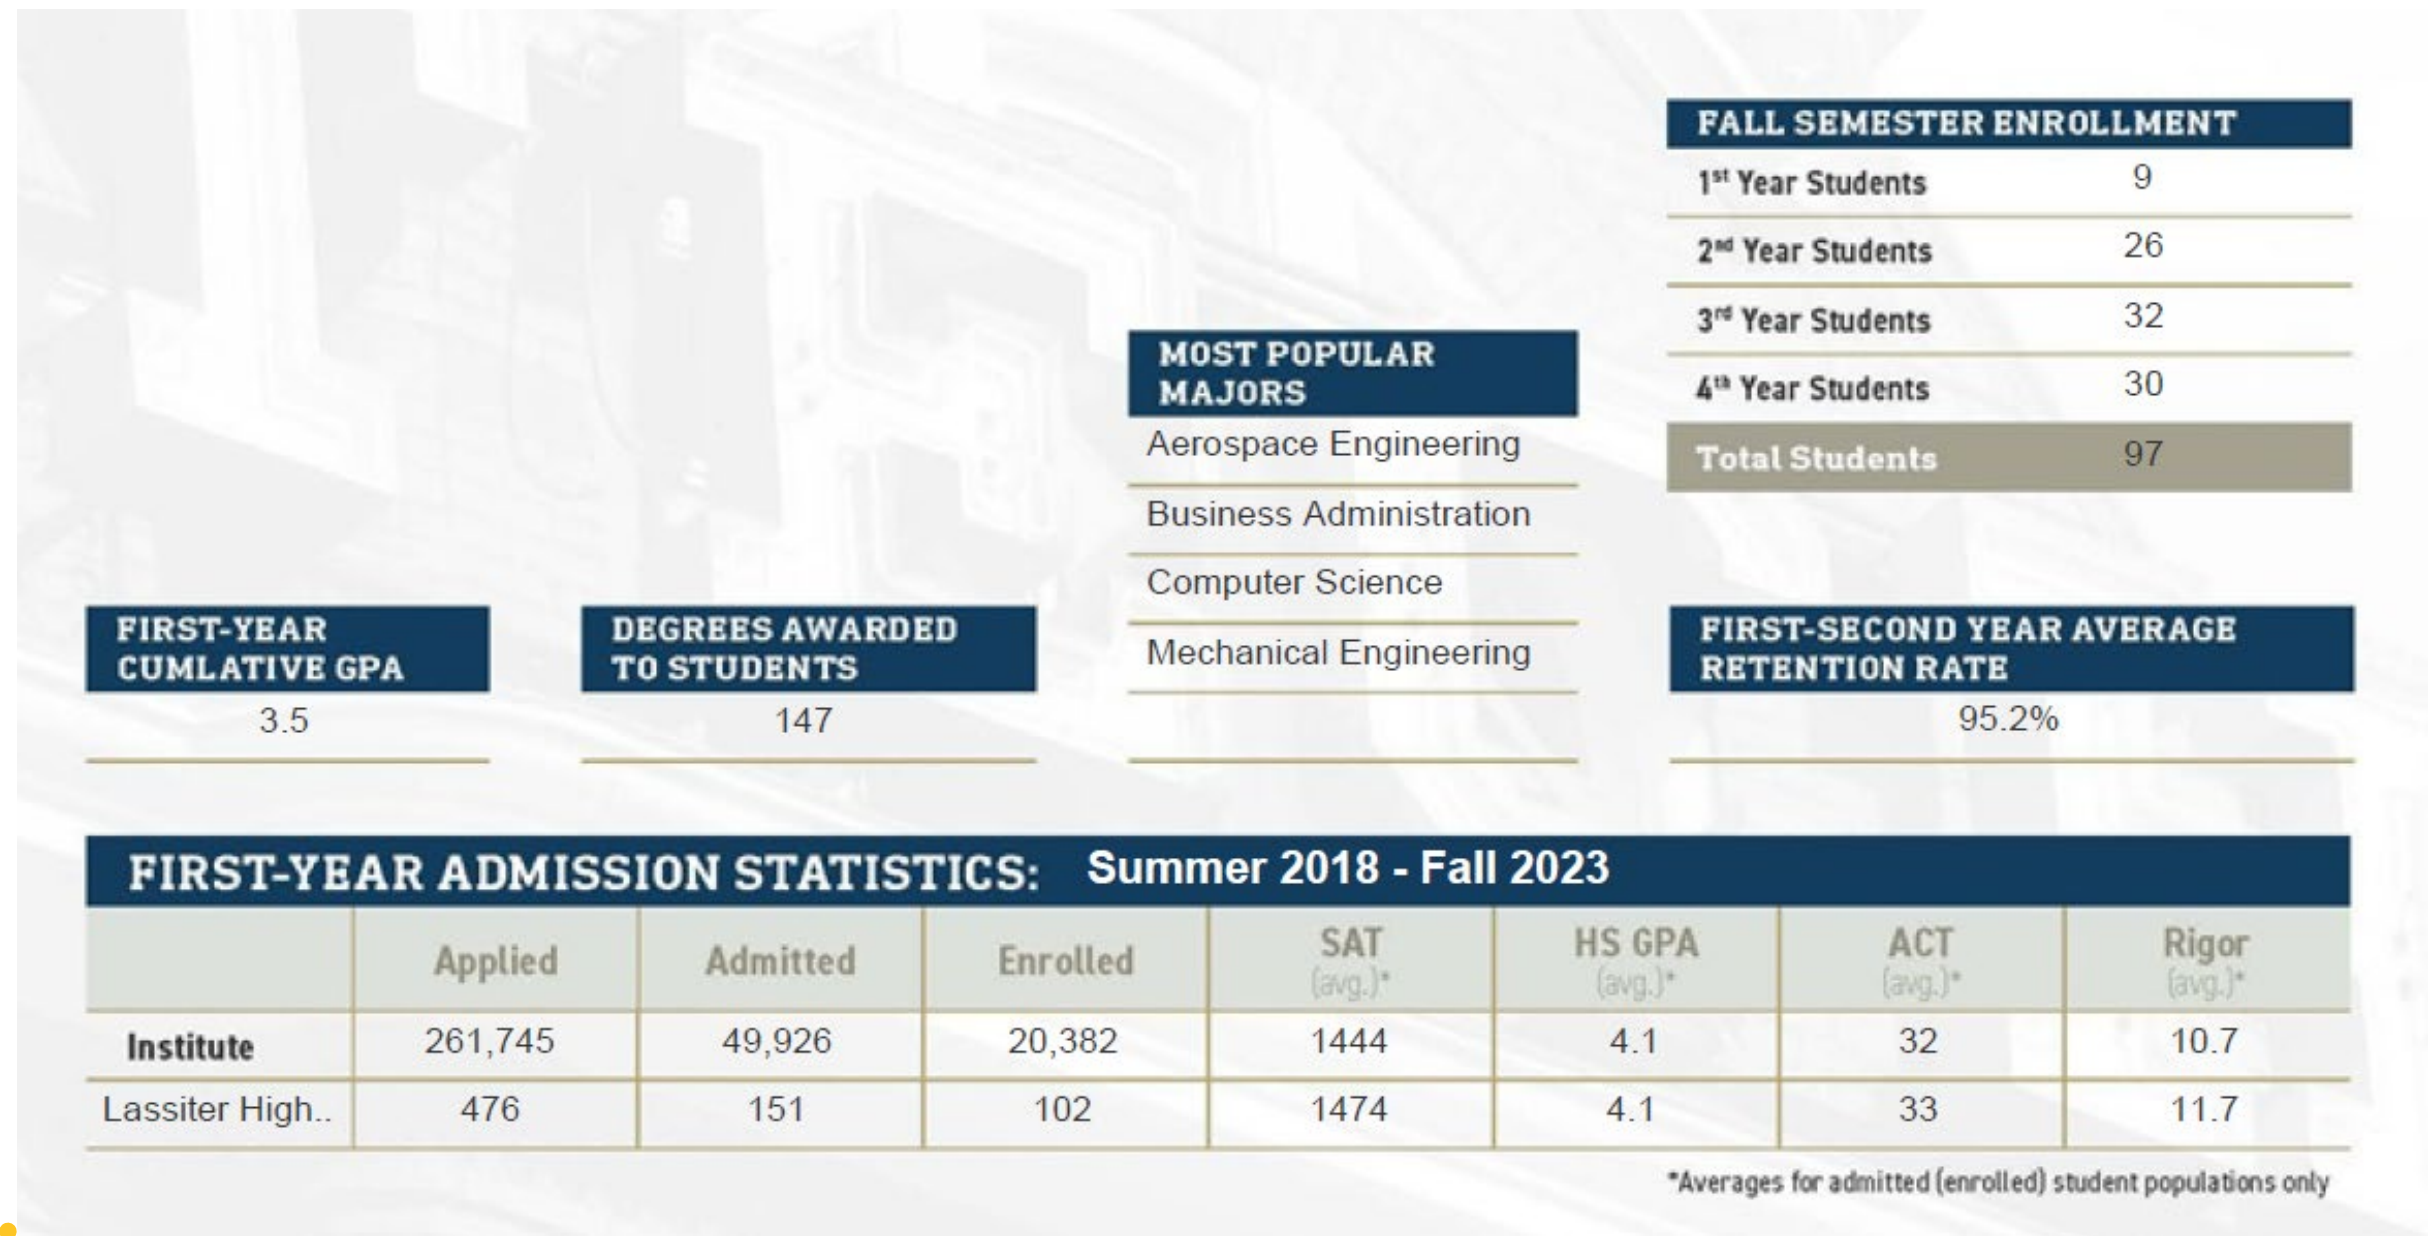 FALL SEMESTER ENROLLMENT
1st Year Students 9
2nd Year Students 26
3rd Year Students 32
4th Year Students 30
Total Students 97
MOST POPULAR
MAJORS
Aerospace Engineering
Business Administration
Computer Science
Mechanical Engineering
FIRST-YEAR
CUMLATIVE GPA
3.5
DEGREES AWARDED
TO STUDENTS
147
FIRST-SECOND YEAR AVERAGE
RETENTION RATE
95.2%
FIRST-YEAR ADMISSION STATISTICS: Summer 2018 - Fall 2023
Applied Admitted Enrolled SAT (avg.)* HS GPA (avg.)* ACT (avg.)* Rigor (avg.)*
Institute 261,745 49,926 20,382 1444 4.1 32 10.7
Lassiter High.. 476 151 102 1474 4.1 33 11.7
*Averages for admitted (enrolled) student populations only